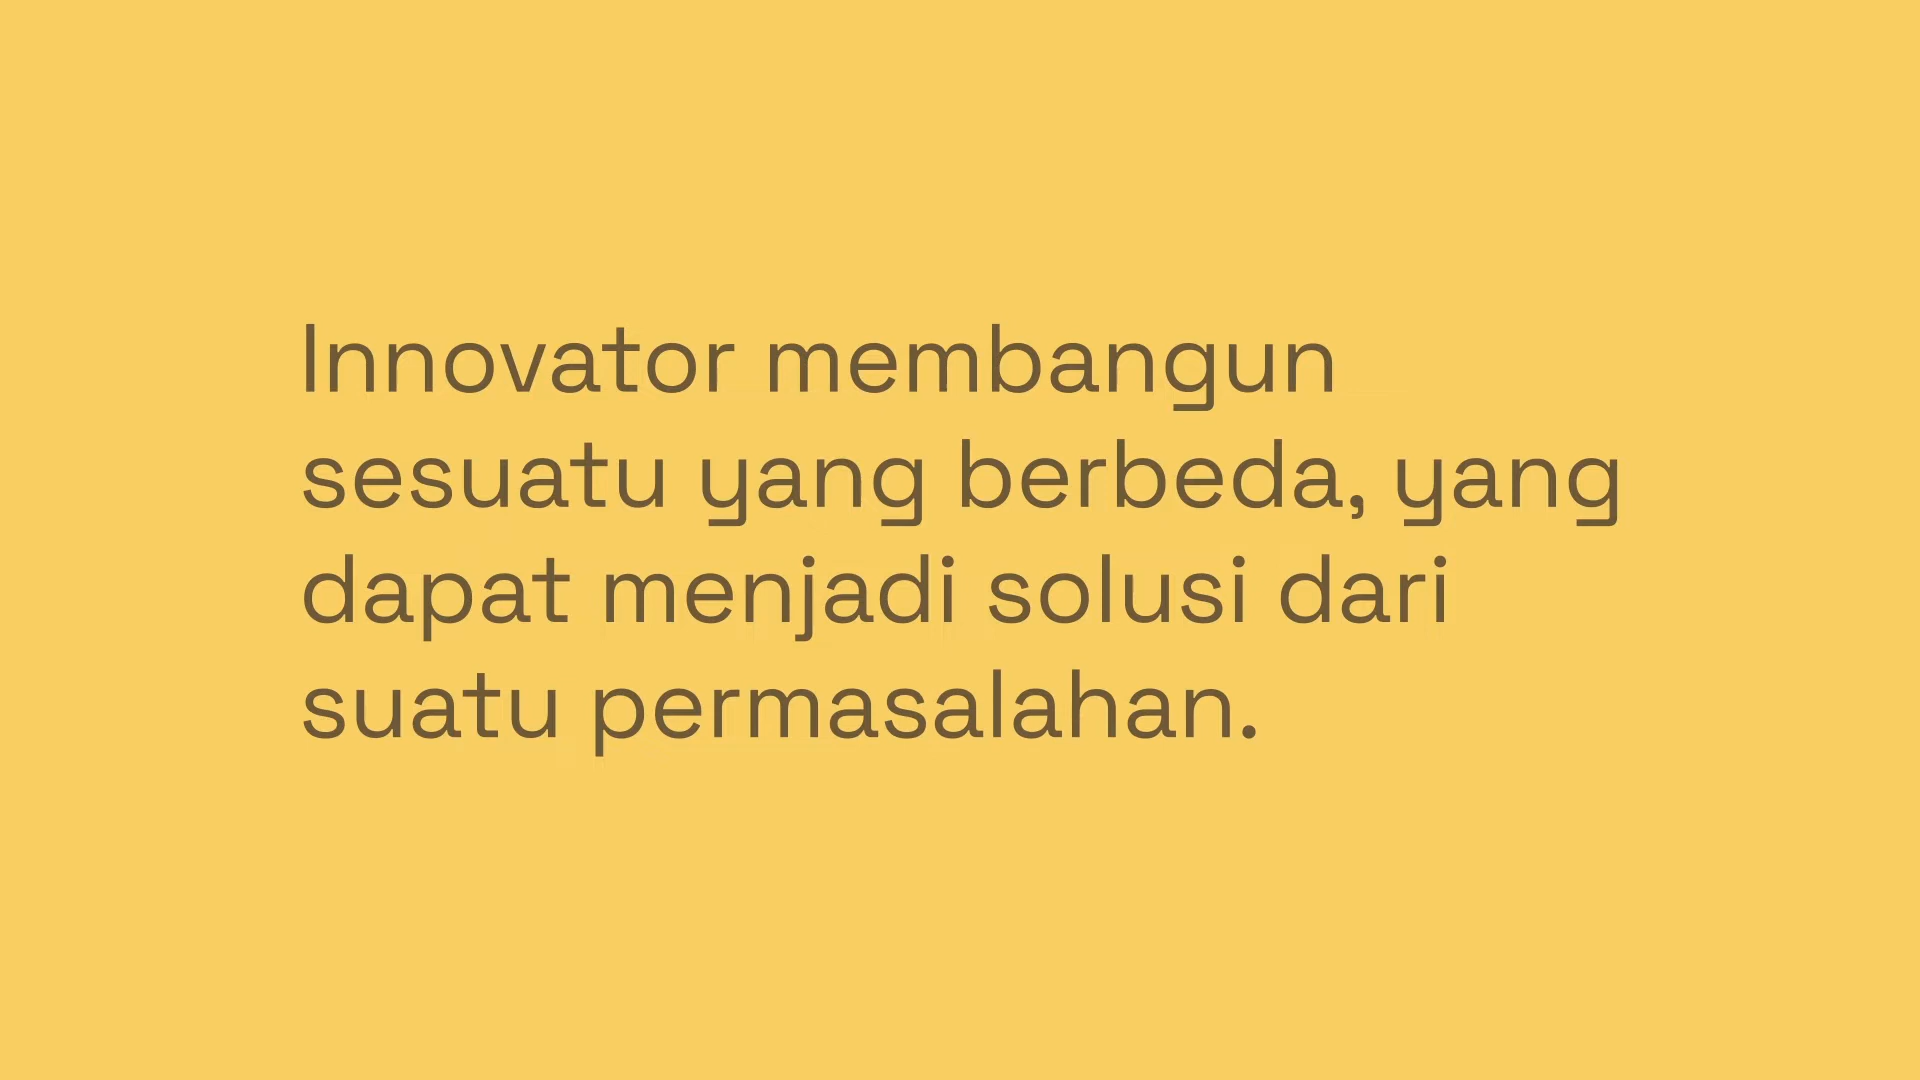 Innovator membangun
sesuatu yang berbeda, yang
dapat menjadi solusi dari
suatu permasalahan.